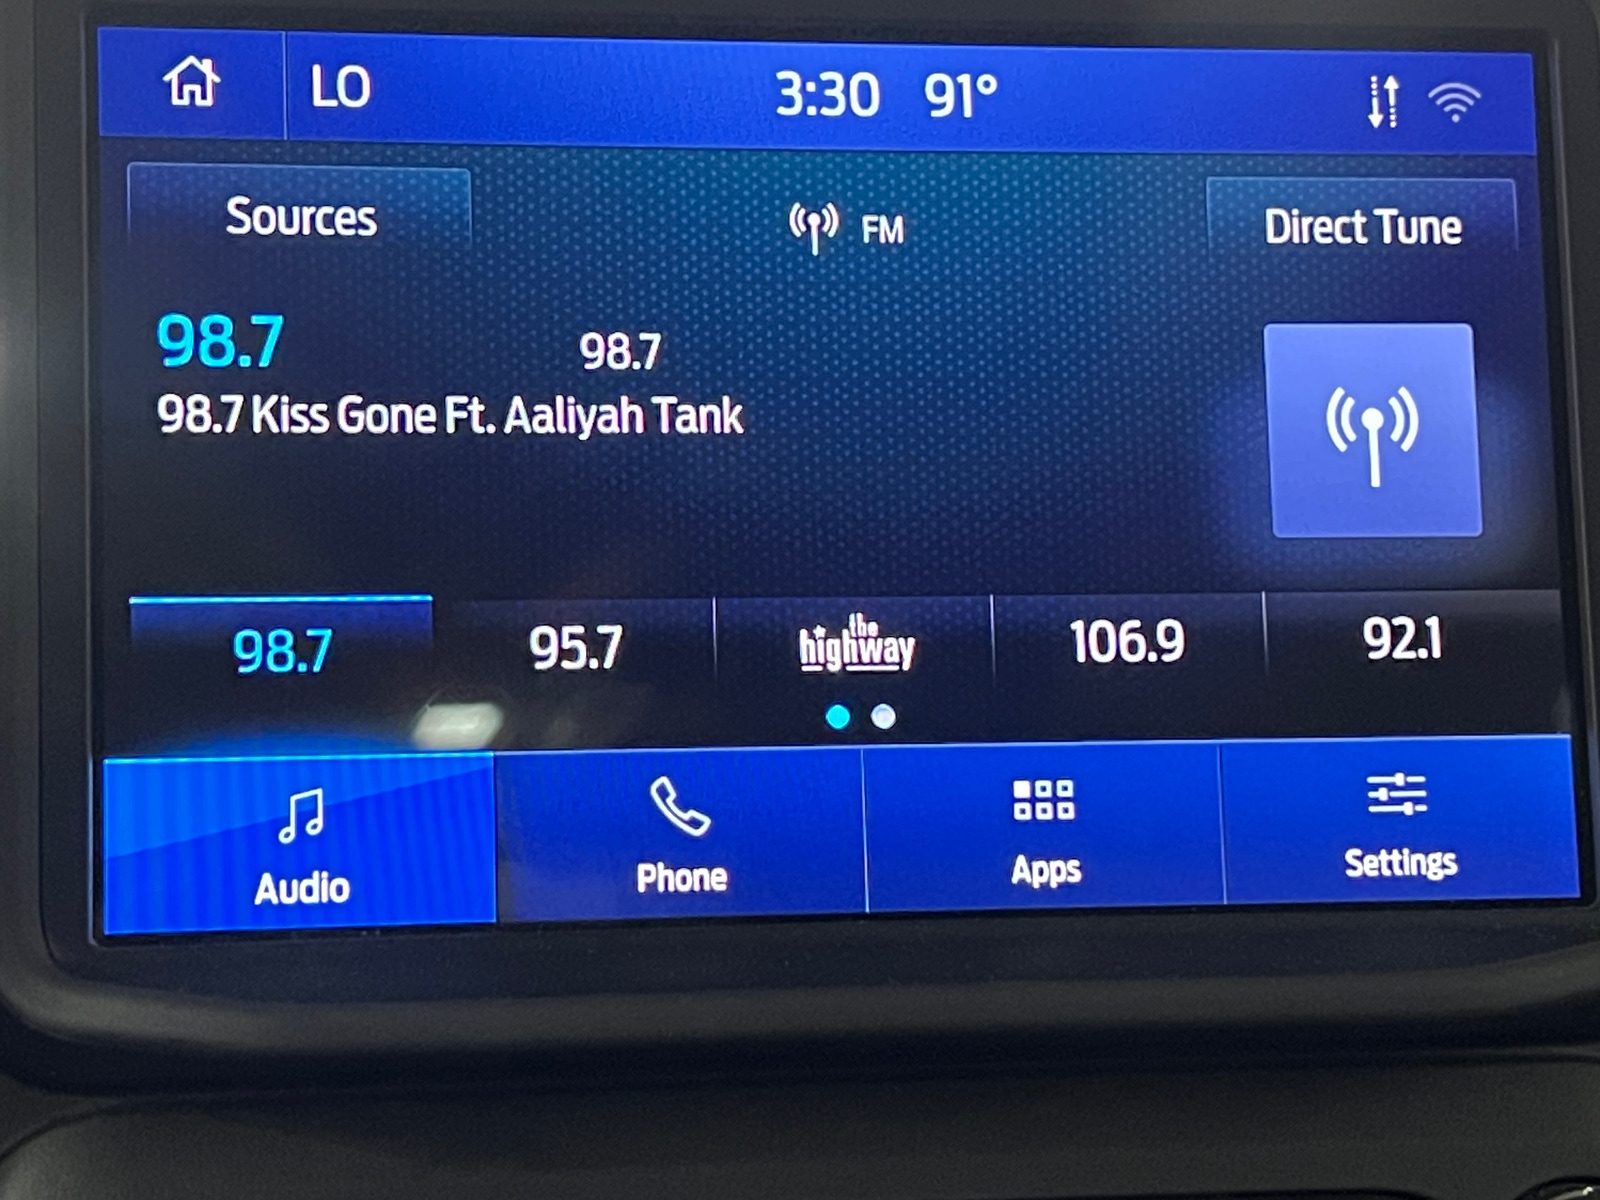 LO 3:30 91°
Sources FM Direct Tune
98.7 98.7
98.7 Kiss Gone Ft. Aaliyah Tank
98.7 95.7 the highway 106.9 92.1
Audio Phone Apps Settings